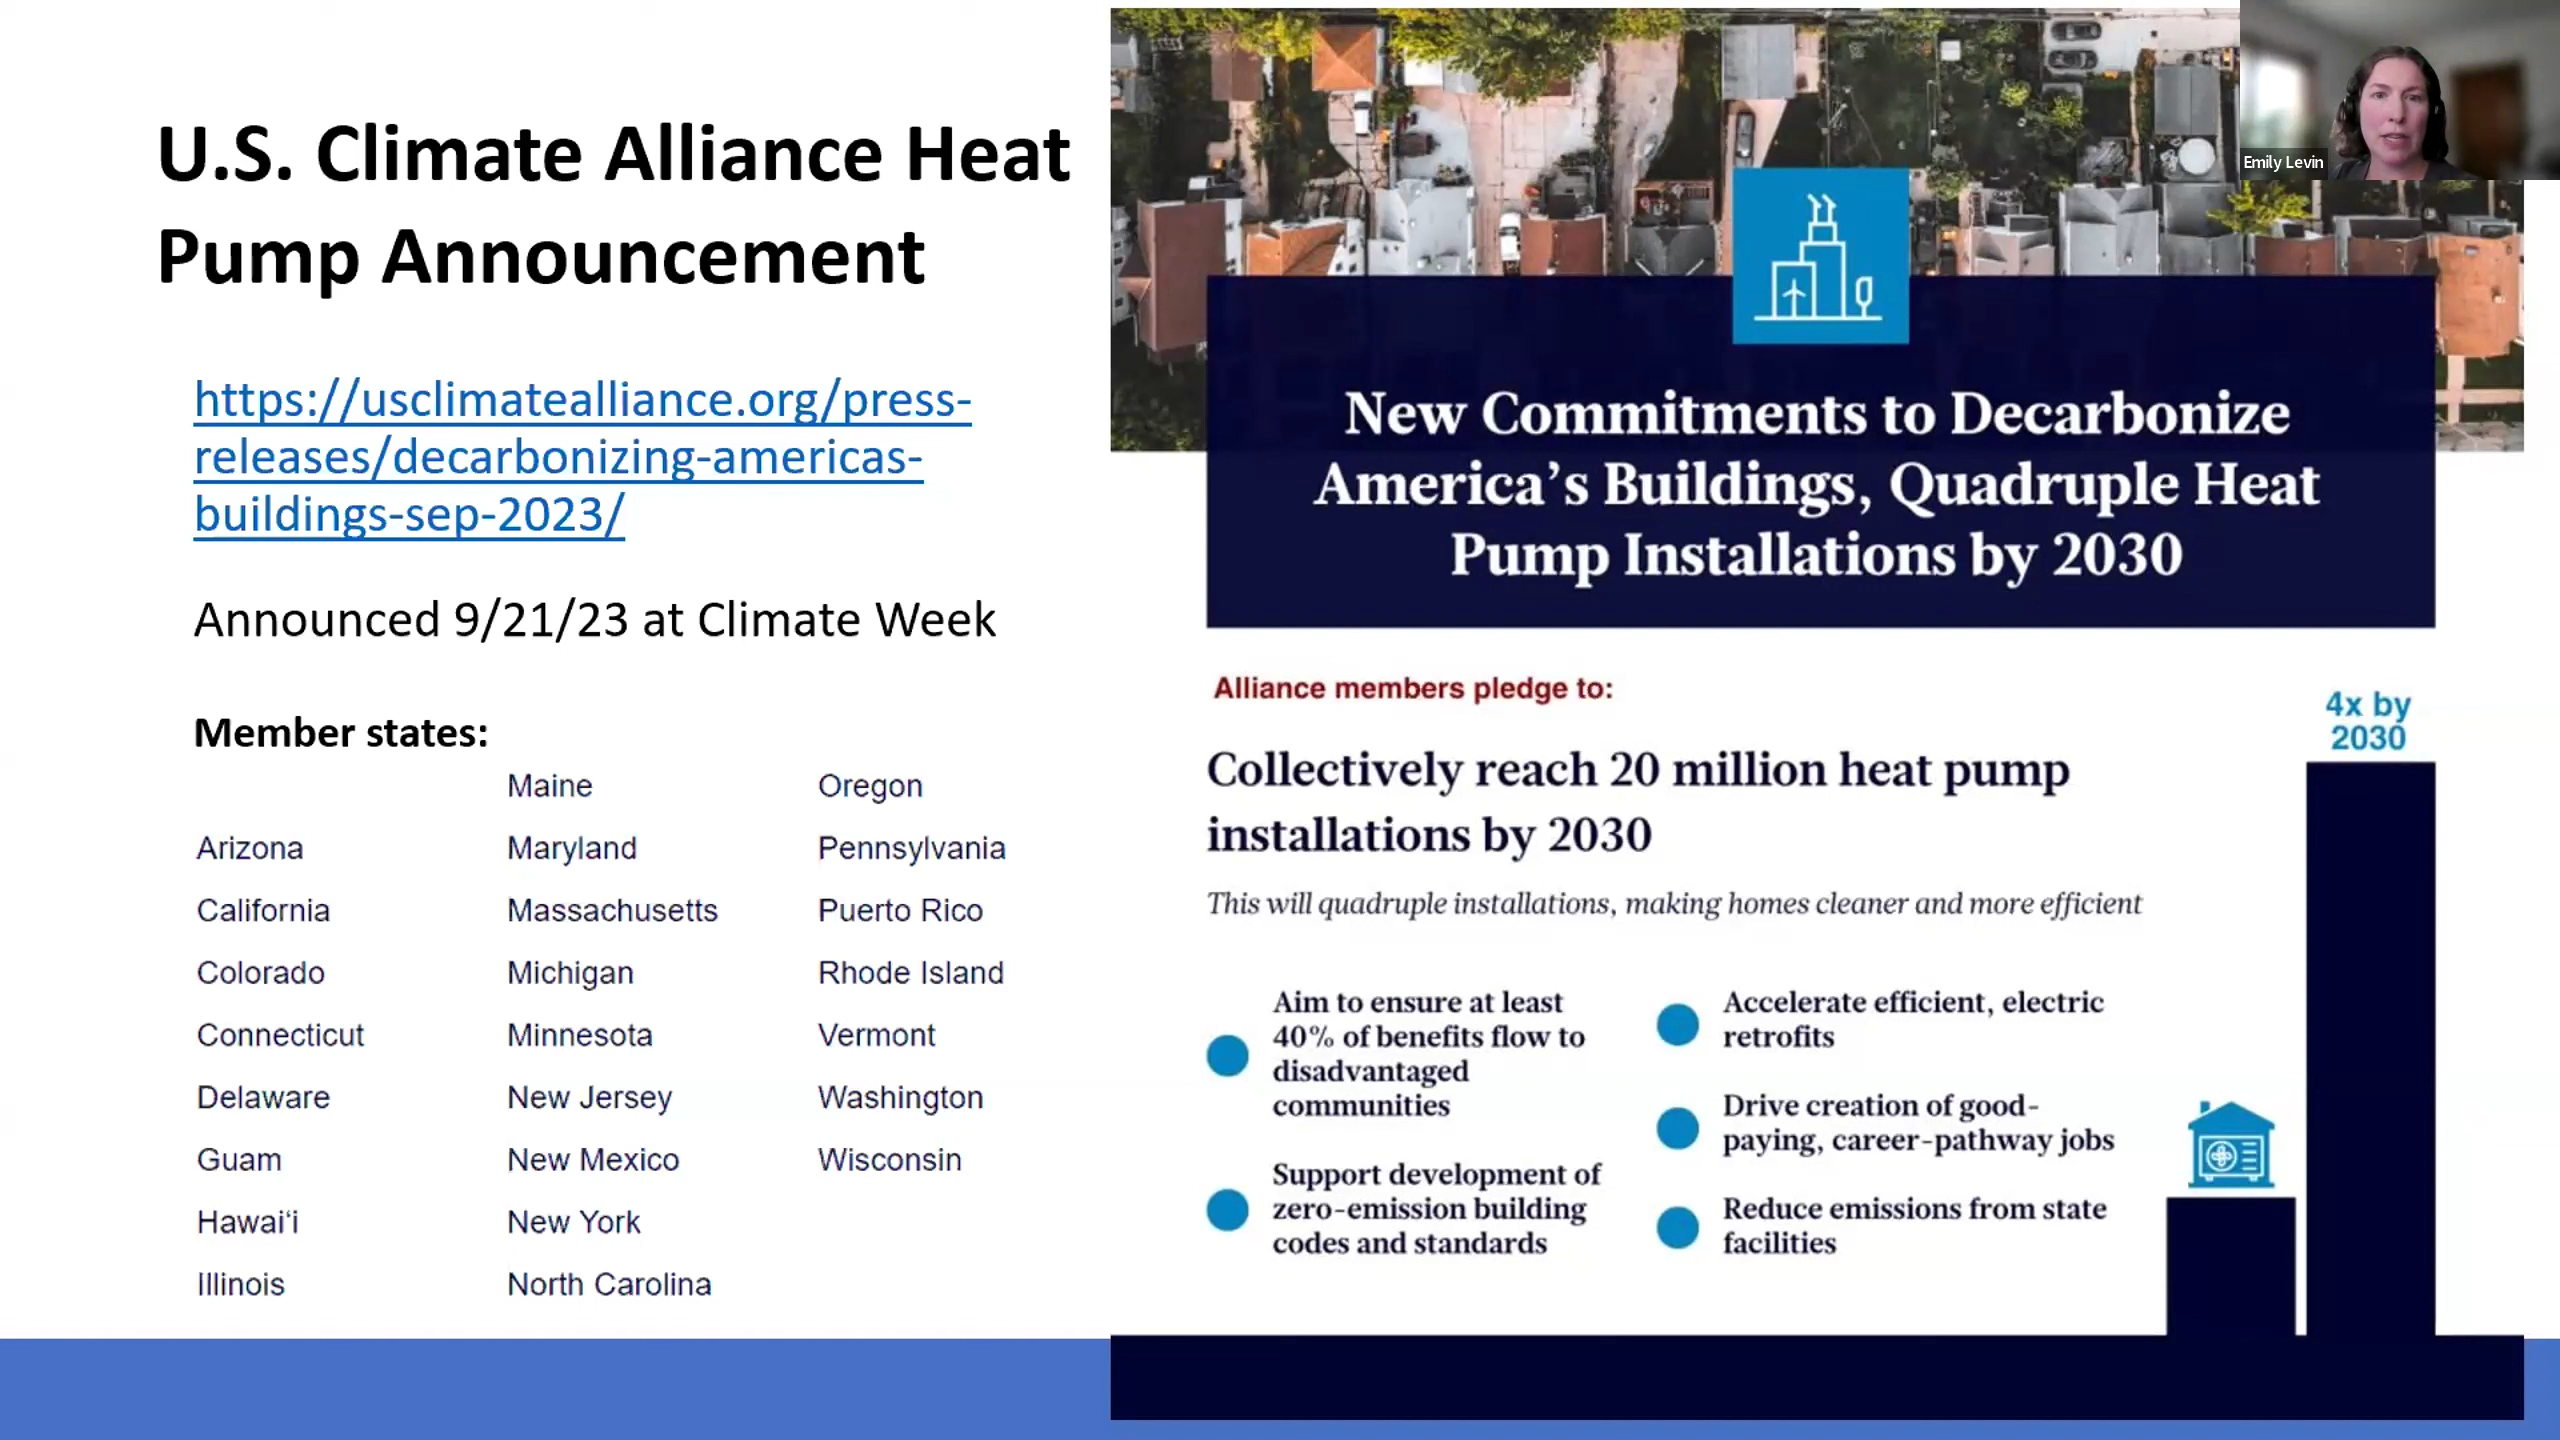 U.S. Climate Alliance Heat
Pump Announcement
https://usclimatealliance.org/press-
releases/decarbonizing-americas-
buildings-sep-2023/
Announced 9/21/23 at Climate Week
Member states:
Arizona
California
Colorado
Connecticut
Delaware
Guam
Hawaiʻi
Illinois
Maine
Maryland
Massachusetts
Michigan
Minnesota
New Jersey
New Mexico
New York
North Carolina
Oregon
Pennsylvania
Puerto Rico
Rhode Island
Vermont
Washington
Wisconsin
Emily Levin
New Commitments to Decarbonize
America’s Buildings, Quadruple Heat
Pump Installations by 2030
Alliance members pledge to:
Collectively reach 20 million heat pump
installations by 2030
This will quadruple installations, making homes cleaner and more efficient
Aim to ensure at least
40% of benefits flow to
disadvantaged
communities
Support development of
zero-emission building
codes and standards
Accelerate efficient, electric
retrofits
Drive creation of good-
paying, career-pathway jobs
Reduce emissions from state
facilities
4x by
2030